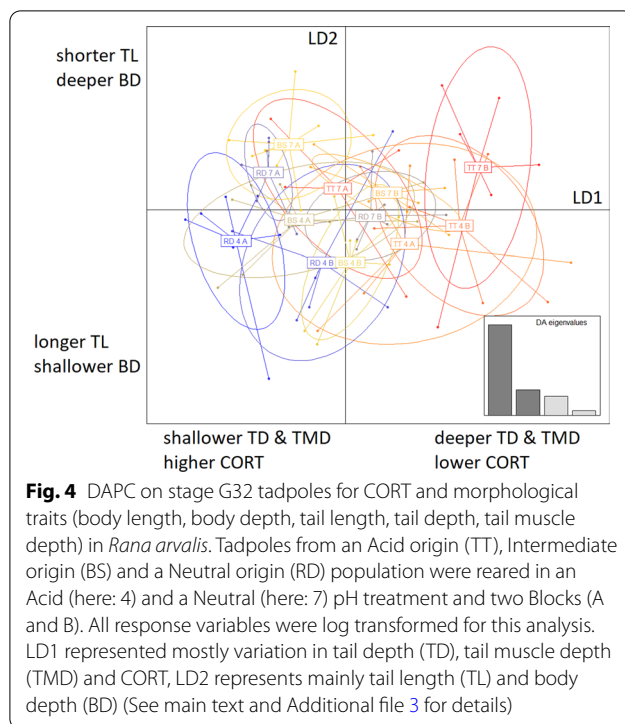 shorter TL
deeper BD
LD2
BS 7 A
TT 7 B
RD 7 A
TT 7 A
BS 7 B
LD1
BS 4 A
RD 7 B
TT 4 B
RD 4 A
TT 4 A
RD 4 B
BS 4 B
DA eigenvalues
longer TL
shallower BD
shallower TD & TMD
higher CORT
deeper TD & TMD
lower CORT
Fig. 4 DAPC on stage G32 tadpoles for CORT and morphological
traits (body length, body depth, tail length, tail depth, tail muscle
depth) in Rana arvalis. Tadpoles from an Acid origin (TT), Intermediate
origin (BS) and a Neutral origin (RD) population were reared in an
Acid (here: 4) and a Neutral (here: 7) pH treatment and two Blocks (A
and B). All response variables were log transformed for this analysis.
LD1 represented mostly variation in tail depth (TD), tail muscle depth
(TMD) and CORT, LD2 represents mainly tail length (TL) and body
depth (BD) (See main text and Additional file 3 for details)